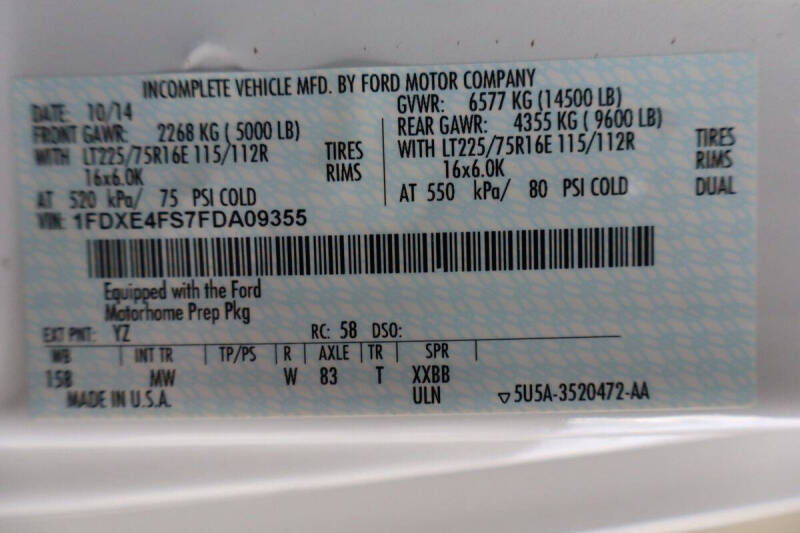 INCOMPLETE VEHICLE MFD. BY FORD MOTOR COMPANY
DATE: 10/14 GVWR: 6577 KG (14500 LB)
FRONT GAWR: 2268 KG ( 5000 LB) REAR GAWR: 4355 KG ( 9600 LB)
WITH LT225/75R16E 115/112R TIRES WITH LT225/75R16E 115/112R TIRES
16x6.0K RIMS 16x6.0K RIMS
AT 520 kPa/ 75 PSI COLD AT 550 kPa/ 80 PSI COLD DUAL
VIN: 1FDXE4FS7FDA09355
Equipped with the Ford
Motorhome Prep Pkg
EXT PNT: YZ RC: 58 DSO:
WB INT TR TP/PS R AXLE TR SPR
158 MW W 83 T XXBB
MADE IN U.S.A. ULN ▽5U5A-3520472-AA